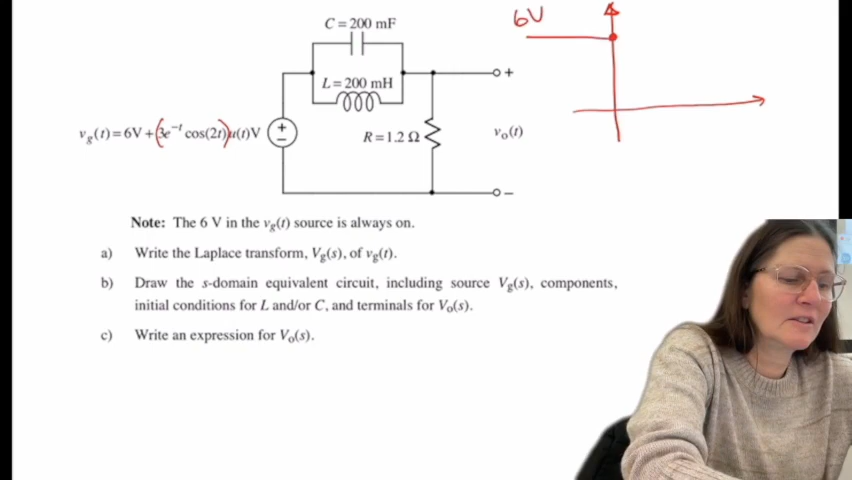 6V
C = 200 mF
L = 200 mH
v_g(t) = 6V + (3e^{-t} cos(2t))u(t)V
+
−
R = 1.2 Ω
+
v_o(t)
−
Note: The 6 V in the v_g(t) source is always on.
a) Write the Laplace transform, V_g(s), of v_g(t).
b) Draw the s-domain equivalent circuit, including source V_g(s), components,
initial conditions for L and/or C, and terminals for V_o(s).
c) Write an expression for V_o(s).